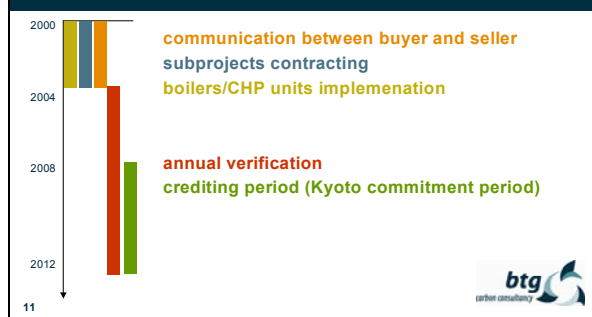 2000
communication between buyer and seller
subprojects contracting
boilers/CHP units implemenation
2004
annual verification
2008
crediting period (Kyoto commitment period)
2012
btg
carbon consultancy
11